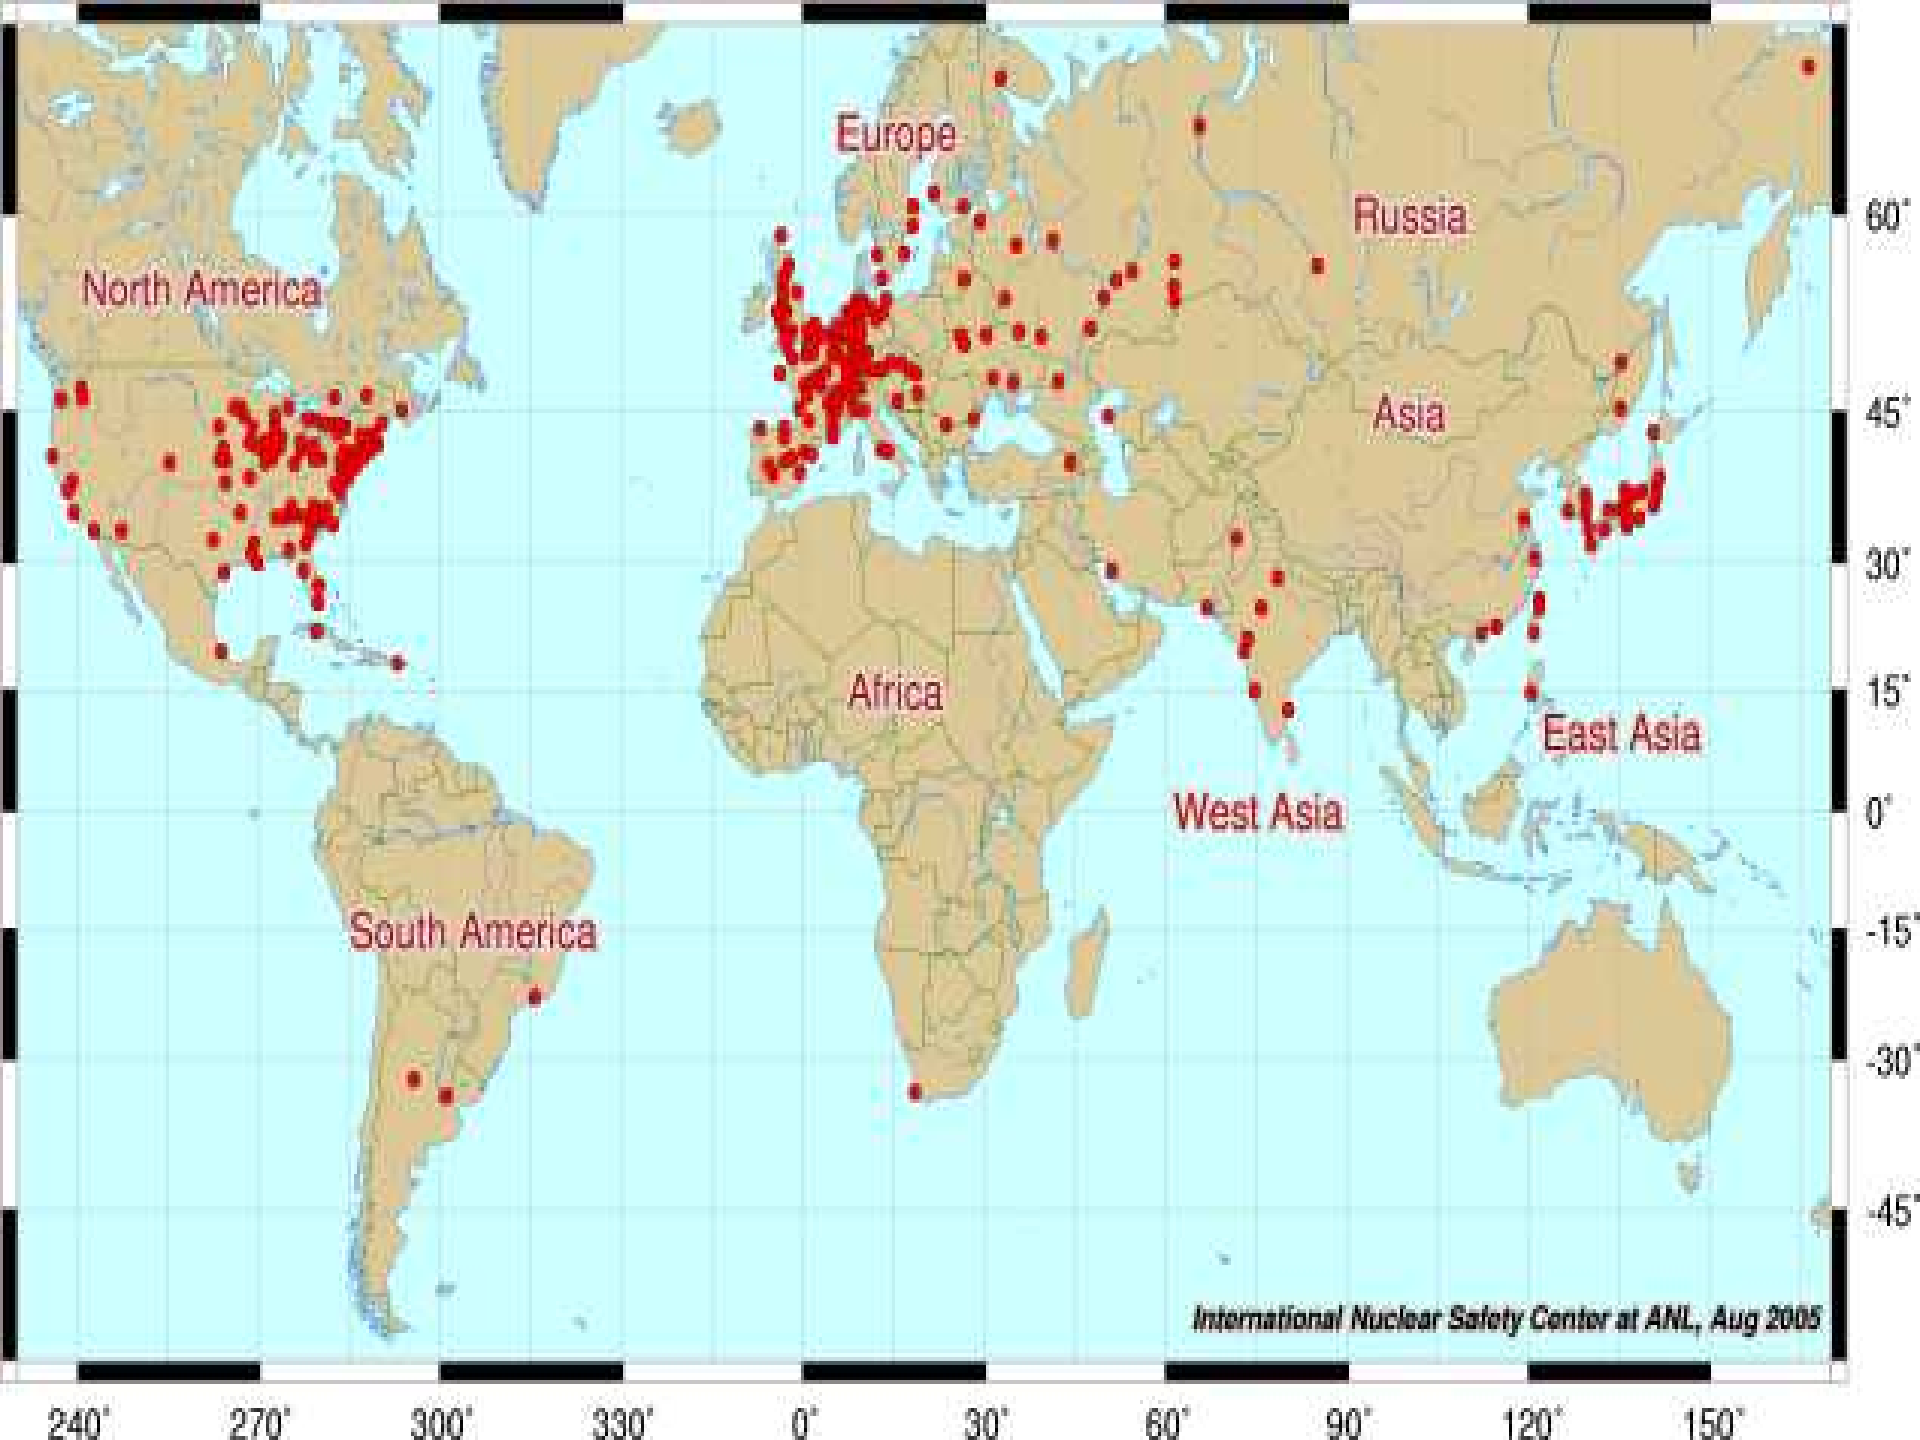 Europe
Russia
North America
60°
Asia
45°
30°
Africa
15°
East Asia
West Asia
0°
South America
-15°
-30°
-45°
International Nuclear Safety Center at ANL, Aug 2005
240° 270° 300° 330° 0° 30° 60° 90° 120° 150°